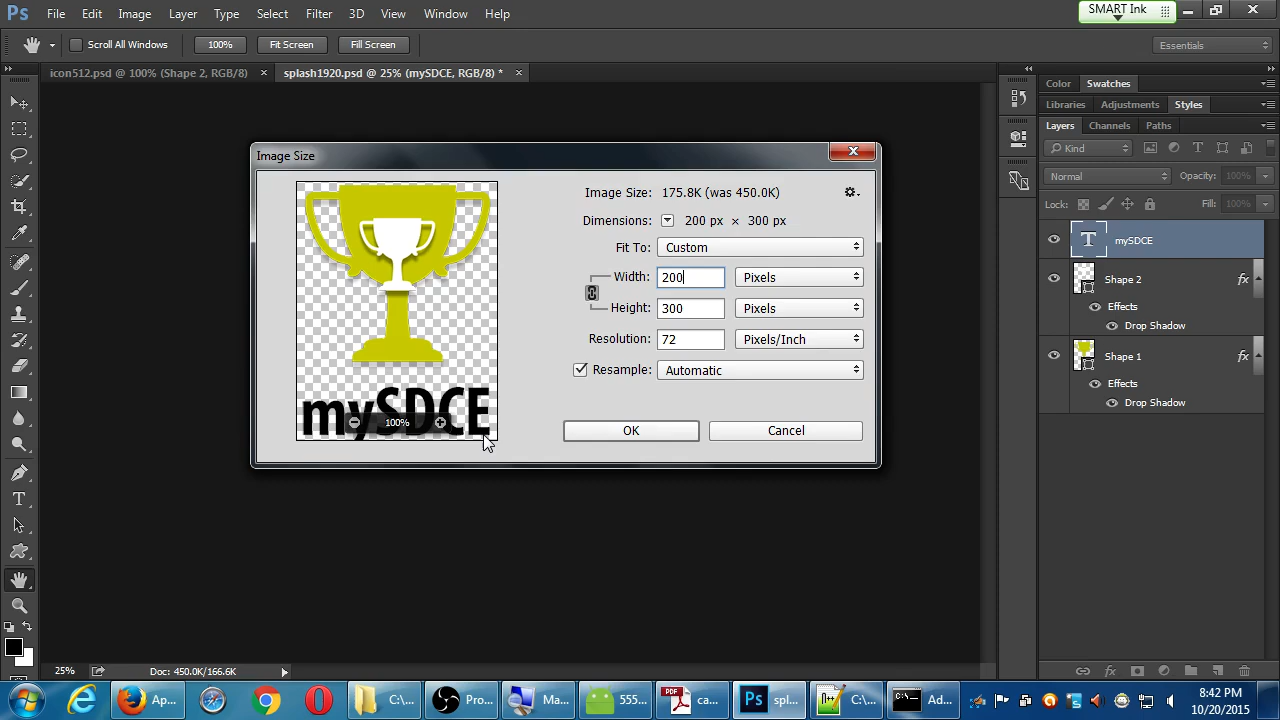 Ps File Edit Image Layer Type Select Filter 3D View Window Help
SMART Ink
Scroll All Windows 100% Fit Screen Fill Screen Essentials
icon512.psd @ 100% (Shape 2, RGB/8) × splash1920.psd @ 25% (mySDCE, RGB/8) * ×
Color Swatches
Libraries Adjustments Styles
Layers Channels Paths
Kind
Normal Opacity: 100%
Lock: Fill: 100%
T mySDCE
Shape 2 fx
Effects
Drop Shadow
Shape 1 fx
Effects
Drop Shadow
Image Size
Image Size: 175.8K (was 450.0K)
Dimensions: 200 px × 300 px
Fit To: Custom
Width: 200 Pixels
Height: 300 Pixels
Resolution: 72 Pixels/Inch
Resample: Automatic
mySDCE
100%
OK Cancel
25% Doc: 450.0K/166.6K
Ap... C:\... Pro... Ma... 555... ca... spl... C:\... Ad...
8:42 PM
10/20/2015